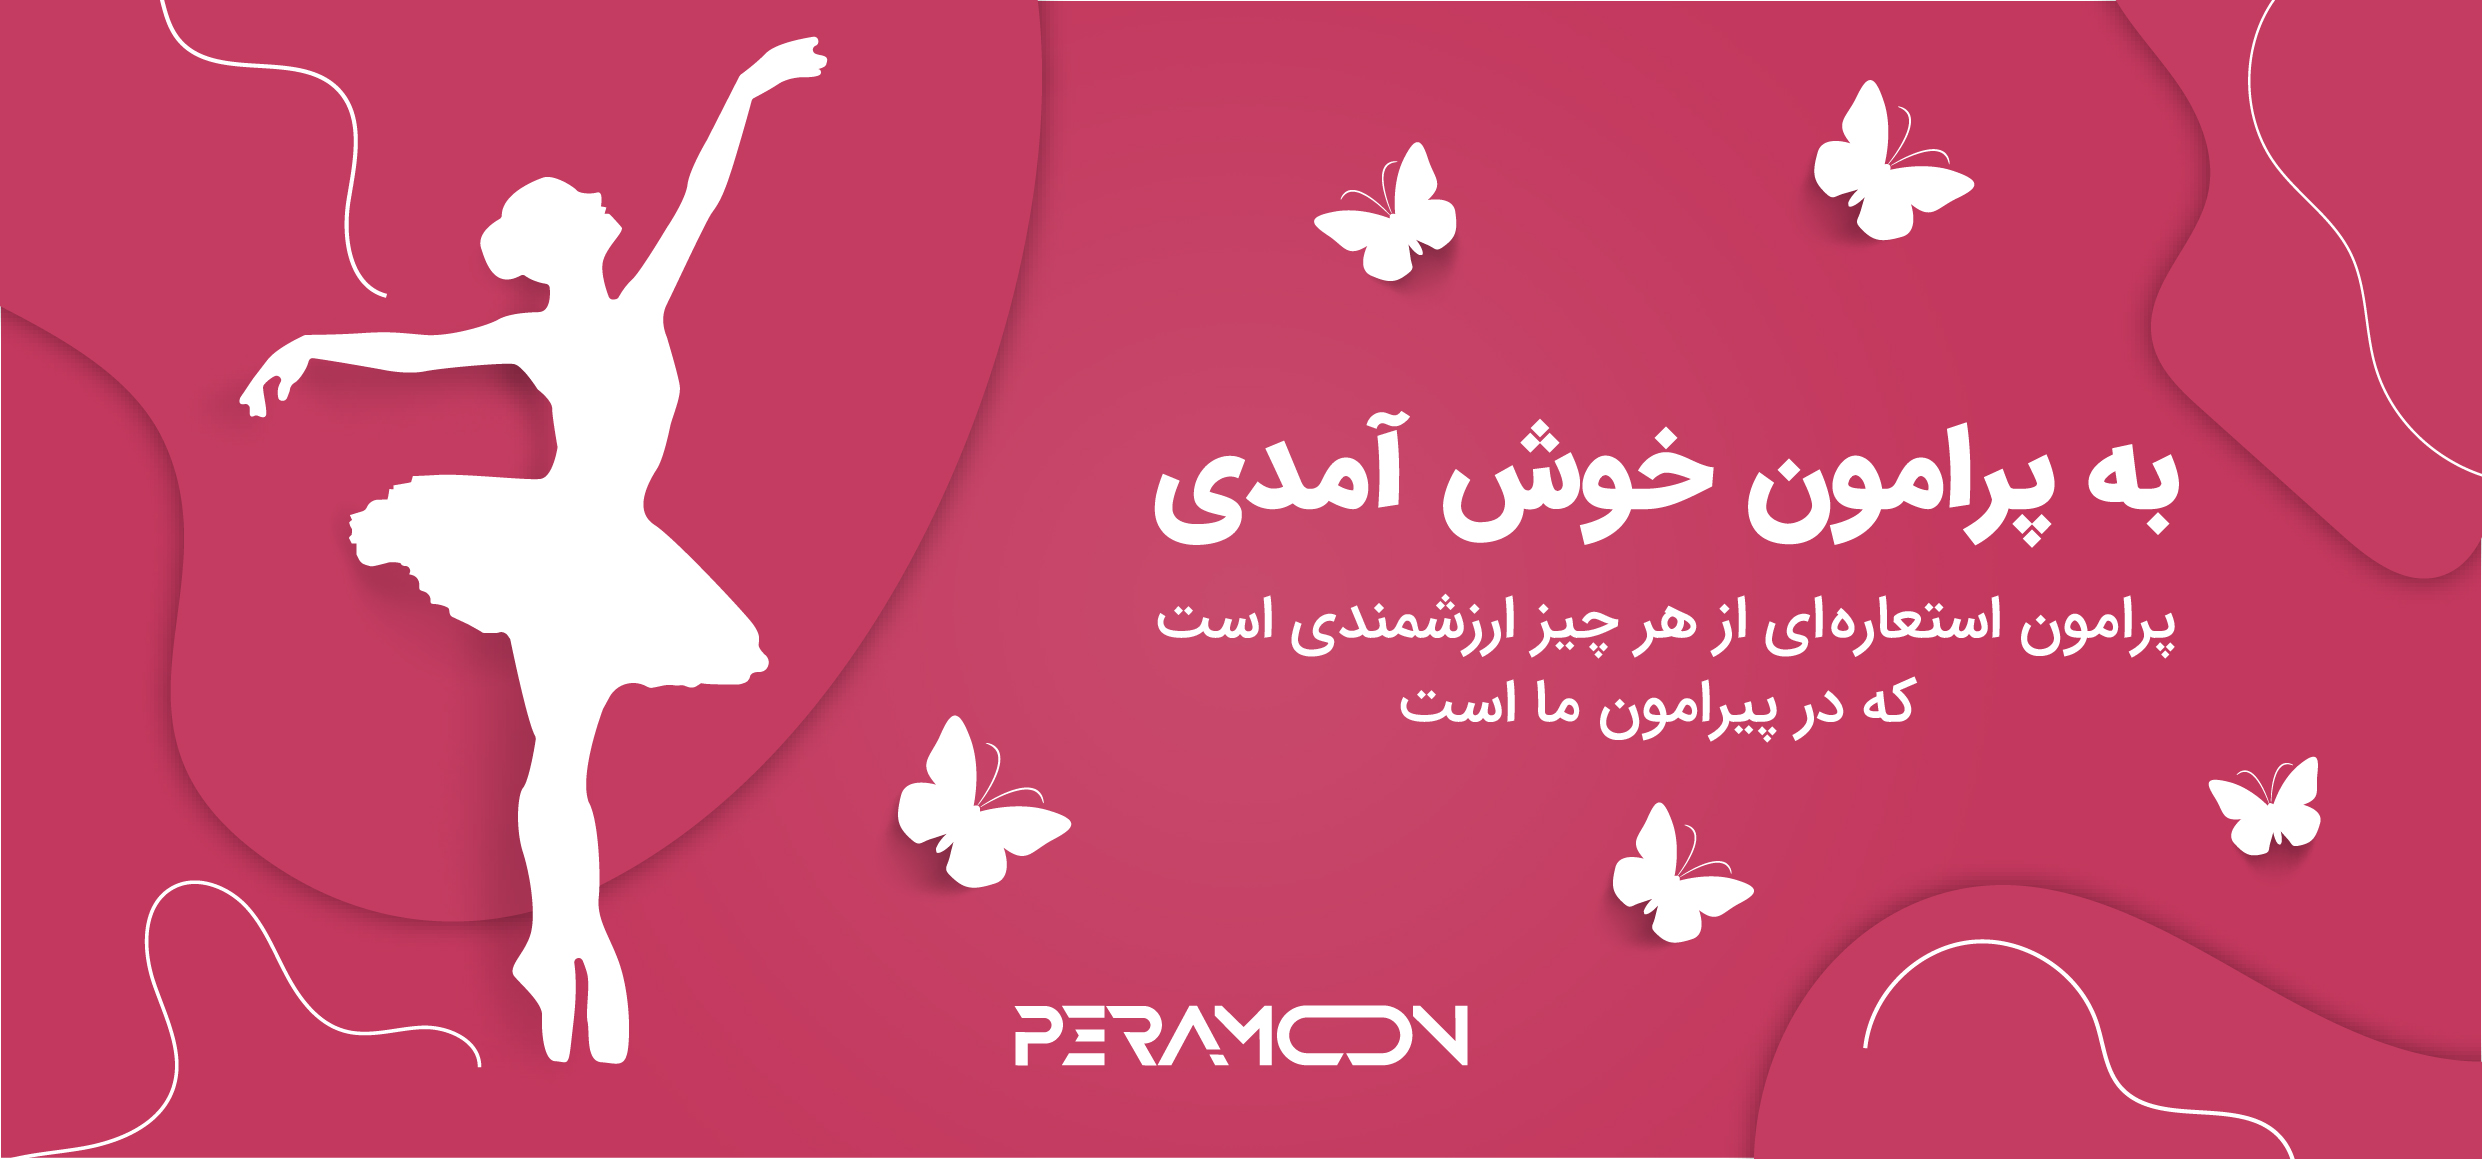 به پرامون خوش آمدی
پرامون استعاره‌ای از هر چیز ارزشمندی است
که در پیرامون ما است
PERAMOON